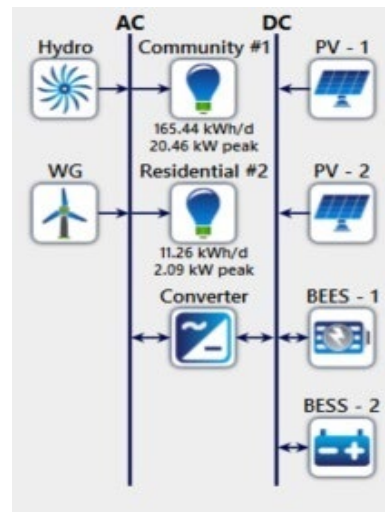 AC DC
Hydro Community #1 PV - 1
165.44 kWh/d
20.46 kW peak
WG Residential #2 PV - 2
11.26 kWh/d
2.09 kW peak
Converter BEES - 1
BESS - 2